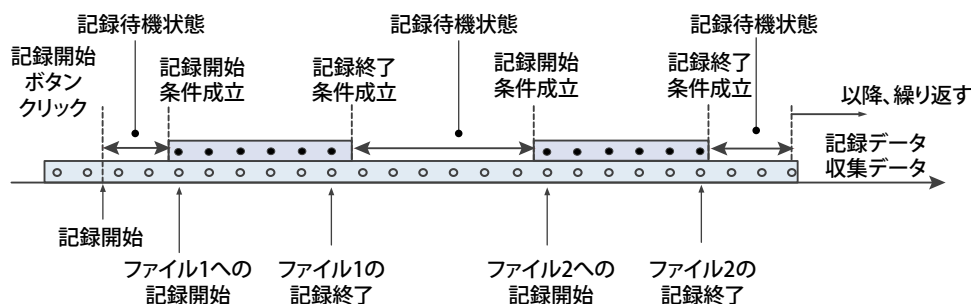 記録待機状態
記録待機状態
記録待機状態
記録開始
ボタン
クリック
記録開始
条件成立
記録終了
条件成立
記録開始
条件成立
記録終了
条件成立
以降、繰り返す
記録データ
収集データ
記録開始
ファイル1への
記録開始
ファイル1の
記録終了
ファイル2への
記録開始
ファイル2の
記録終了